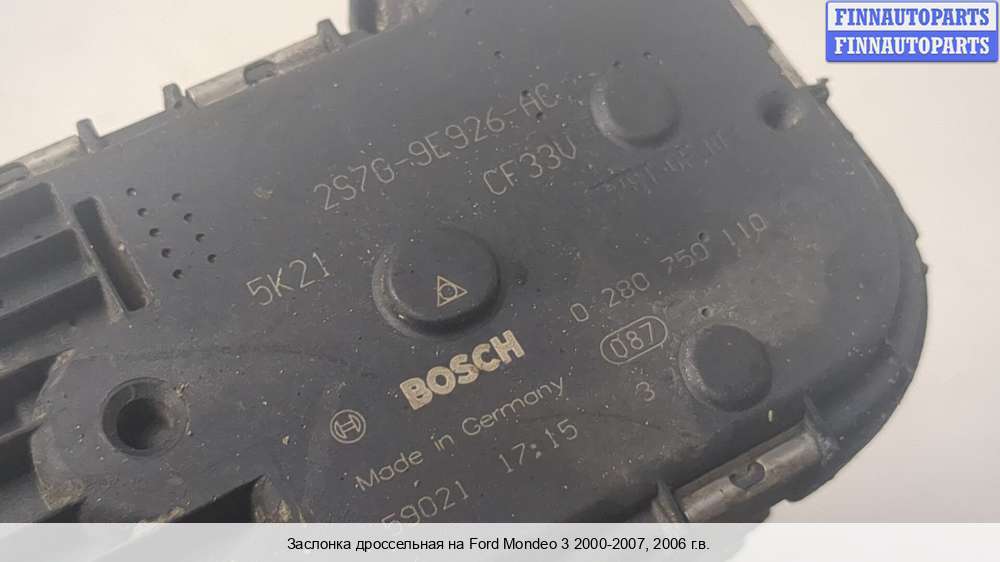 FINNAUTOPARTS
FINNAUTOPARTS
2S7G-9E926-AC
CF33U
5K21
0 280 750 110
087
BOSCH
3
Made in Germany
17:15
59021
Заслонка дроссельная на Ford Mondeo 3 2000-2007, 2006 г.в.